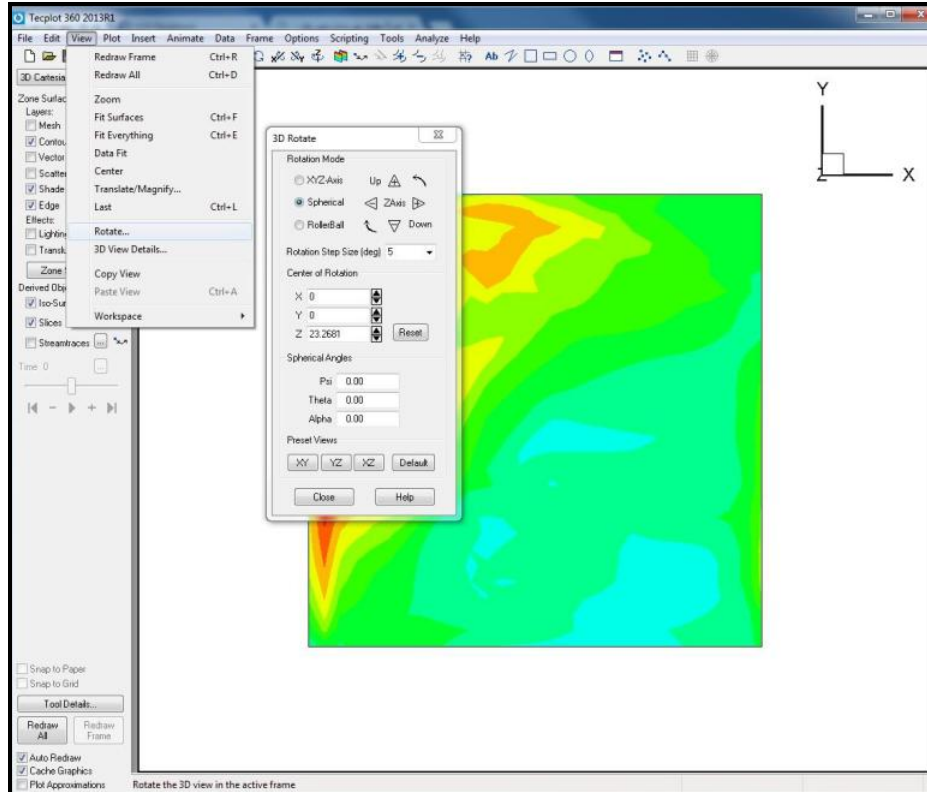 Tecplot 360 2013R1
File Edit View Plot Insert Animate Data Frame Options Scripting Tools Analyze Help
Redraw Frame Ctrl+R
Redraw All Ctrl+D
Zoom
Fit Surfaces Ctrl+F
Fit Everything Ctrl+E
Data Fit
Center
Translate/Magnify...
Last Ctrl+L
Rotate...
3D View Details...
Copy View
Paste View Ctrl+A
Workspace
3D Cartesia
Zone Surfac
Layers:
Mesh
Contou
Vector
Scatter
Shade
Edge
Effects:
Lighting
Transl
Zone S
Derived Obje
Iso-Sur
Slices
Streamtraces ...
Time 0 ...
Snap to Paper
Snap to Grid
Tool Details...
Redraw All
Redraw Frame
Auto Redraw
Cache Graphics
Plot Approximations
3D Rotate
Rotation Mode
XYZ-Axis Up
Spherical ZAxis
RollerBall Down
Rotation Step Size (deg) 5
Center of Rotation
X 0
Y 0
Z 23.2681 Reset
Spherical Angles
Psi 0.00
Theta 0.00
Alpha 0.00
Preset Views
XY YZ XZ Default
Close Help
Y
Z X
Ab
Rotate the 3D view in the active frame